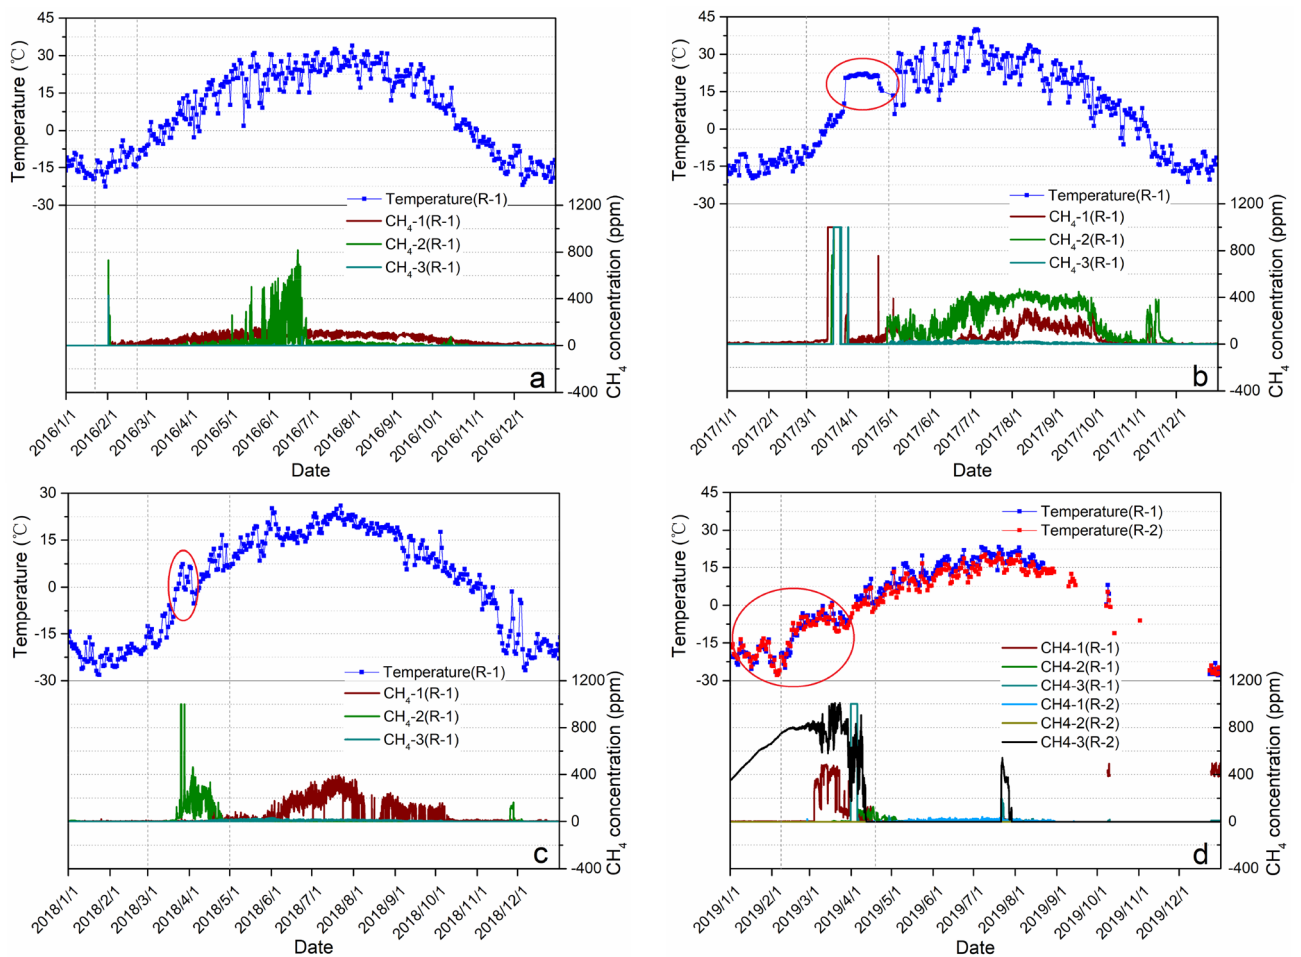 45
30
15
0
-15
-30
Temperature (℃)
Temperature(R-1)
CH₄-1(R-1)
CH₄-2(R-1)
CH₄-3(R-1)
1200
800
400
0
-400
CH₄ concentration (ppm)
a
2016/1/1
2016/2/1
2016/3/1
2016/4/1
2016/5/1
2016/6/1
2016/7/1
2016/8/1
2016/9/1
2016/10/1
2016/11/1
2016/12/1
Date
45
30
15
0
-15
-30
Temperature (℃)
Temperature(R-1)
CH₄-1(R-1)
CH₄-2(R-1)
CH₄-3(R-1)
1200
800
400
0
-400
CH₄ concentration (ppm)
b
2017/1/1
2017/2/1
2017/3/1
2017/4/1
2017/5/1
2017/6/1
2017/7/1
2017/8/1
2017/9/1
2017/10/1
2017/11/1
2017/12/1
Date
30
15
0
-15
-30
Temperature (℃)
Temperature(R-1)
CH₄-1(R-1)
CH₄-2(R-1)
CH₄-3(R-1)
1200
800
400
0
-400
CH₄ concentration (ppm)
c
2018/1/1
2018/2/1
2018/3/1
2018/4/1
2018/5/1
2018/6/1
2018/7/1
2018/8/1
2018/9/1
2018/10/1
2018/11/1
2018/12/1
Date
45
30
15
0
-15
-30
Temperature (℃)
Temperature(R-1)
Temperature(R-2)
CH4-1(R-1)
CH4-2(R-1)
CH4-3(R-1)
CH4-1(R-2)
CH4-2(R-2)
CH4-3(R-2)
1200
800
400
0
-400
CH₄ concentration (ppm)
d
2019/1/1
2019/2/1
2019/3/1
2019/4/1
2019/5/1
2019/6/1
2019/7/1
2019/8/1
2019/9/1
2019/10/1
2019/11/1
2019/12/1
Date